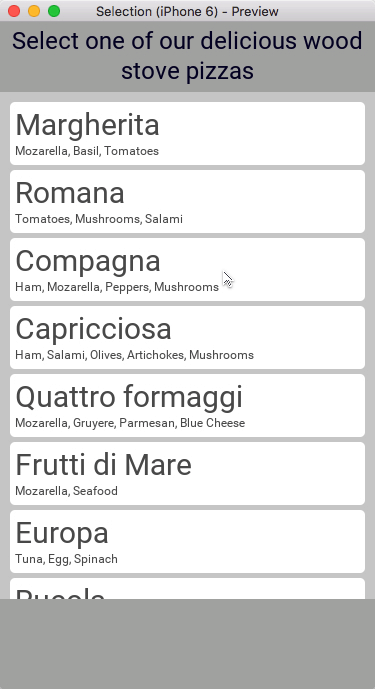 Selection (iPhone 6) - Preview
Select one of our delicious wood
stove pizzas
Margherita
Mozarella, Basil, Tomatoes
Romana
Tomatoes, Mushrooms, Salami
Compagna
Ham, Mozarella, Peppers, Mushrooms
Capricciosa
Ham, Salami, Olives, Artichokes, Mushrooms
Quattro formaggi
Mozarella, Gruyere, Parmesan, Blue Cheese
Frutti di Mare
Mozarella, Seafood
Europa
Tuna, Egg, Spinach